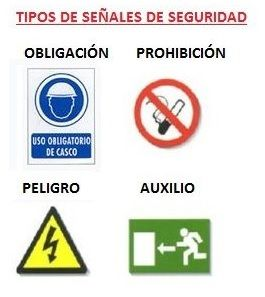 TIPOS DE SEÑALES DE SEGURIDAD
OBLIGACIÓN PROHIBICIÓN
USO OBLIGATORIO
DE CASCO
PELIGRO AUXILIO